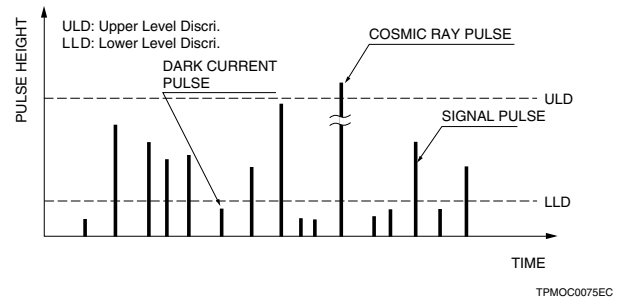 PULSE HEIGHT
ULD: Upper Level Discri.
LLD: Lower Level Discri.
COSMIC RAY PULSE
DARK CURRENT
PULSE
ULD
SIGNAL PULSE
LLD
TIME
TPMOC0075EC